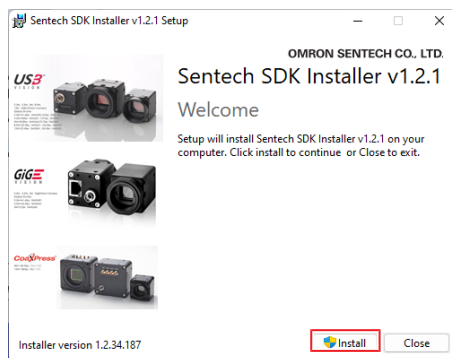 Sentech SDK Installer v1.2.1 Setup
OMRON SENTECH CO., LTD.
Sentech SDK Installer v1.2.1
Welcome
Setup will install Sentech SDK Installer v1.2.1 on your
computer. Click install to continue or Close to exit.
USB3
VISION
GiGE
VISION
CoaXPress
Installer version 1.2.34.187
Install
Close